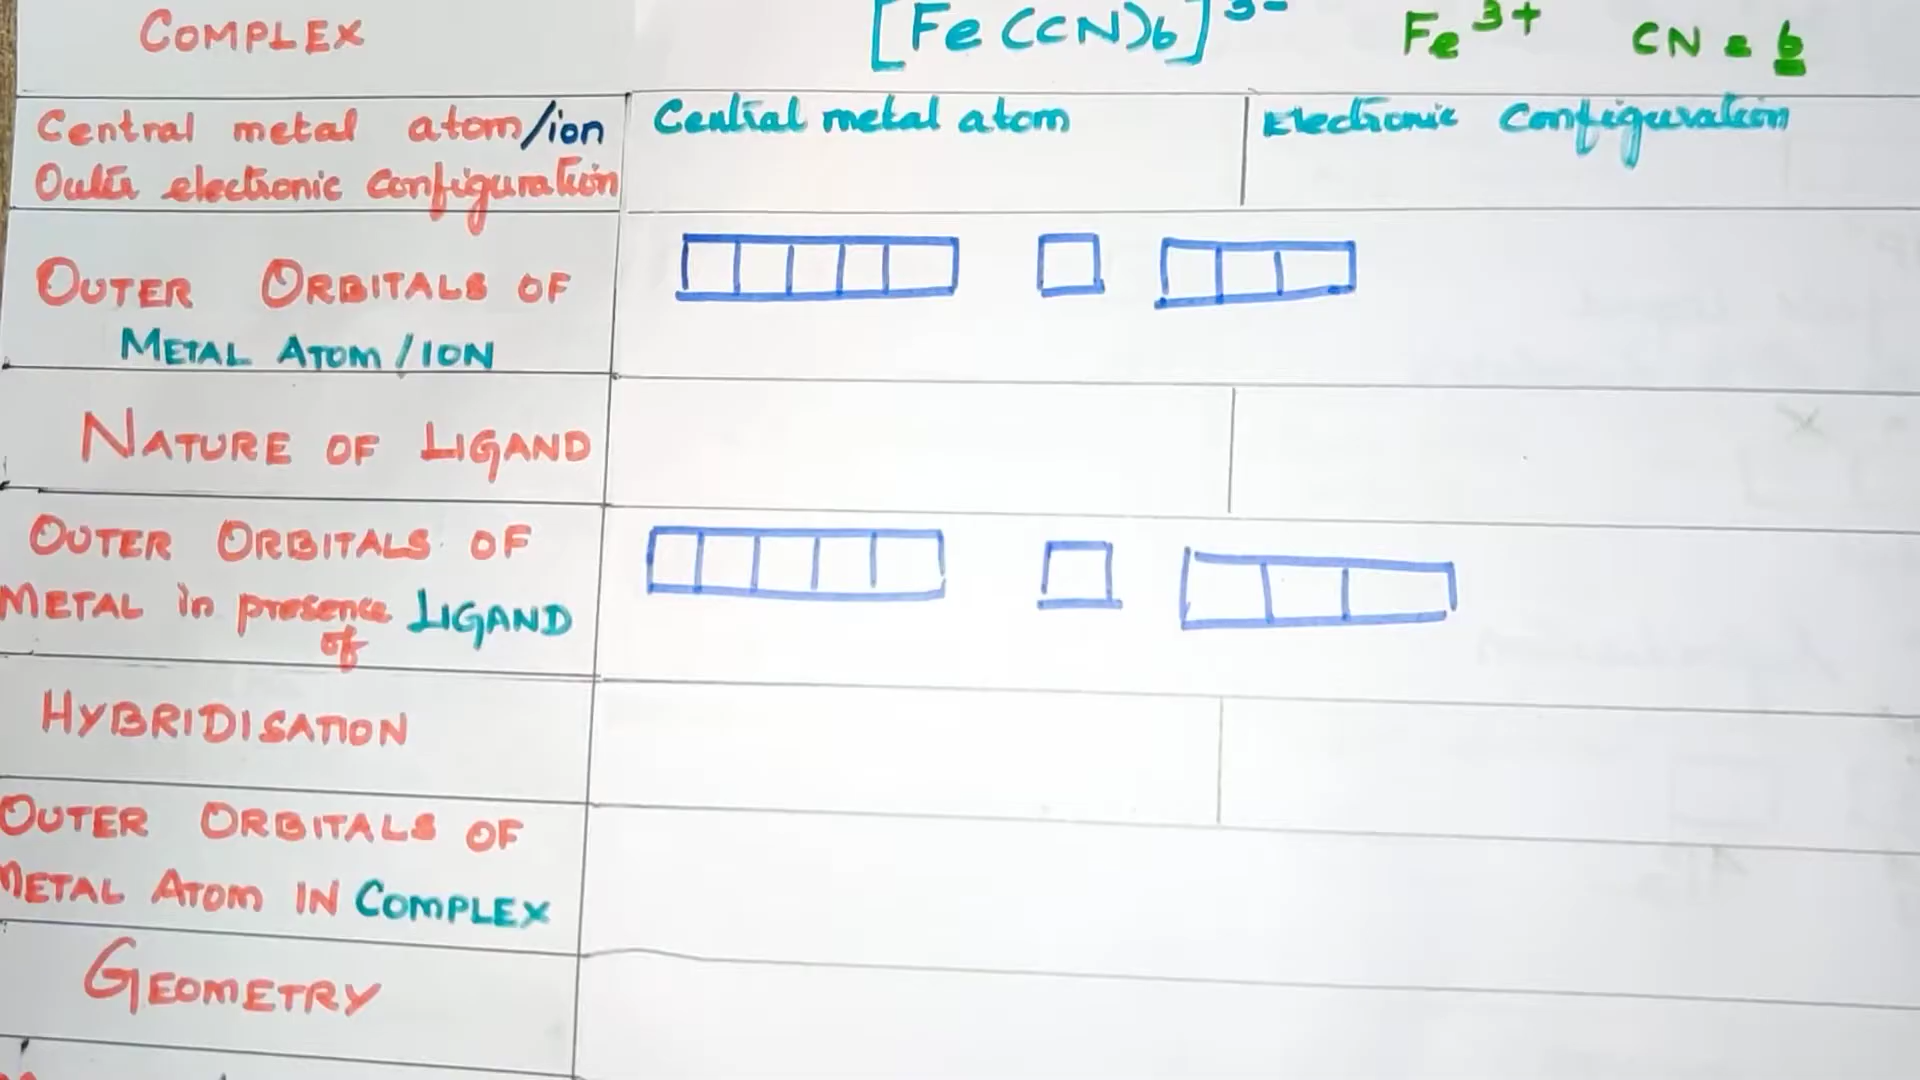 COMPLEX
[Fe(CN)6]3- Fe3+ CN = 6
Central metal atom/ion
Outer electronic configuration
Central metal atom
Electronic Configuration
OUTER ORBITALS OF
METAL ATOM/ION
NATURE OF LIGAND
OUTER ORBITALS OF
METAL in presence of LIGAND
HYBRIDISATION
OUTER ORBITALS OF
METAL ATOM IN COMPLEX
GEOMETRY